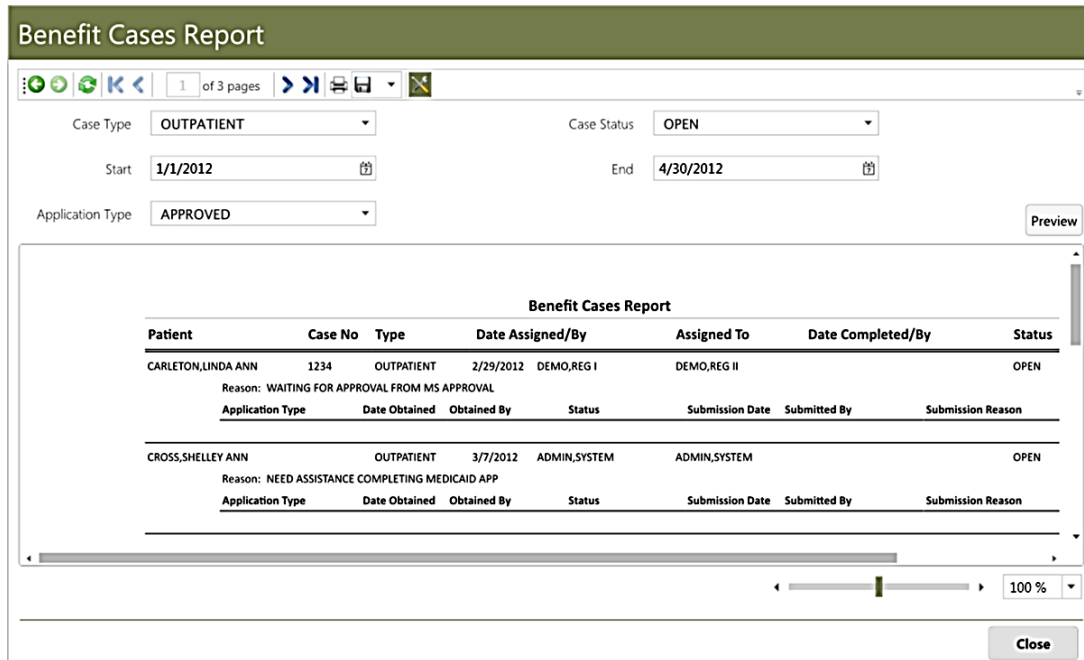 Benefit Cases Report
1 of 3 pages
Case Type OUTPATIENT Case Status OPEN
Start 1/1/2012 End 4/30/2012
Application Type APPROVED
Preview
Benefit Cases Report
Patient Case No Type Date Assigned/By Assigned To Date Completed/By Status
CARLETON,LINDA ANN 1234 OUTPATIENT 2/29/2012 DEMO,REG I DEMO,REG II OPEN
Reason: WAITING FOR APPROVAL FROM MS APPROVAL
Application Type Date Obtained Obtained By Status Submission Date Submitted By Submission Reason
CROSS,SHELLEY ANN OUTPATIENT 3/7/2012 ADMIN,SYSTEM ADMIN,SYSTEM OPEN
Reason: NEED ASSISTANCE COMPLETING MEDICAID APP
Application Type Date Obtained Obtained By Status Submission Date Submitted By Submission Reason
100 %
Close